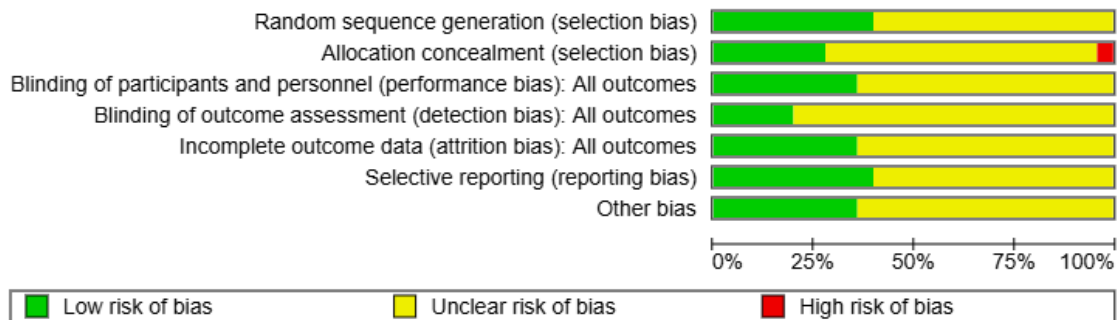 Random sequence generation (selection bias)
Allocation concealment (selection bias)
Blinding of participants and personnel (performance bias): All outcomes
Blinding of outcome assessment (detection bias): All outcomes
Incomplete outcome data (attrition bias): All outcomes
Selective reporting (reporting bias)
Other bias
0% 25% 50% 75% 100%
Low risk of bias Unclear risk of bias High risk of bias